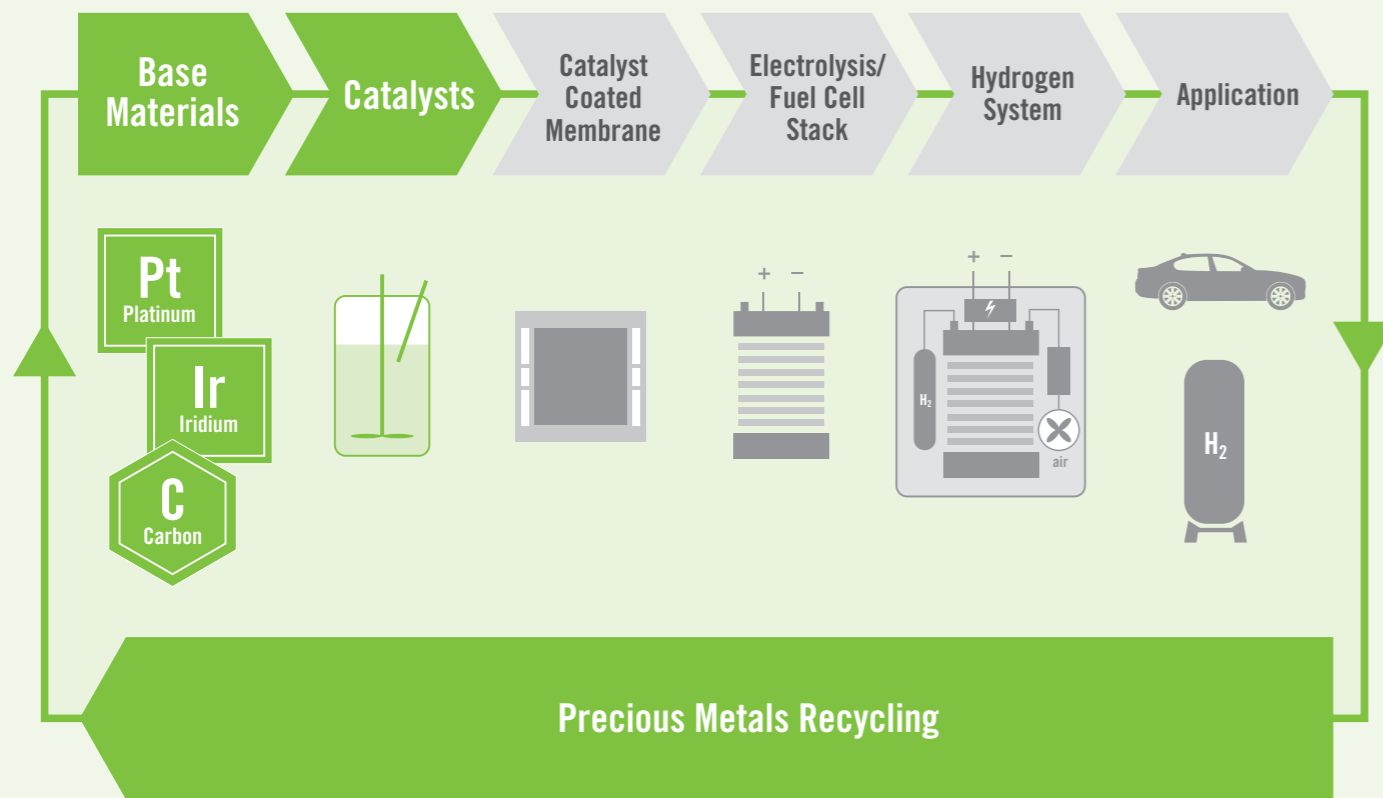 Base
Materials
Catalysts
Catalyst
Coated
Membrane
Electrolysis/
Fuel Cell
Stack
Hydrogen
System
Application
Pt
Platinum
Ir
Iridium
C
Carbon
+ −
+ −
H₂
air
H₂
Precious Metals Recycling